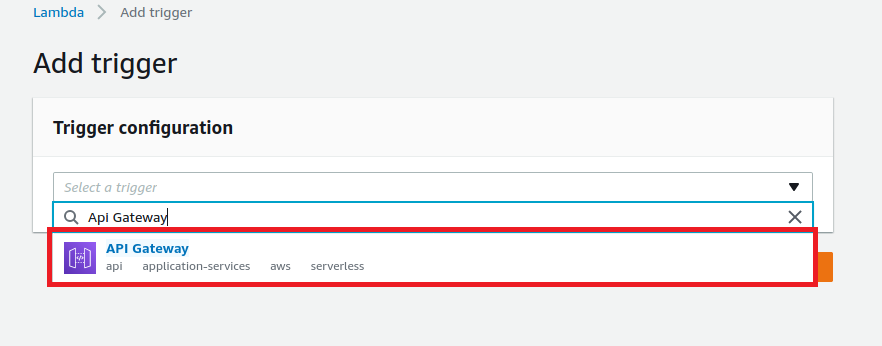 Lambda > Add trigger
Add trigger
Trigger configuration
Select a trigger
Api Gateway
API Gateway
api application-services aws serverless